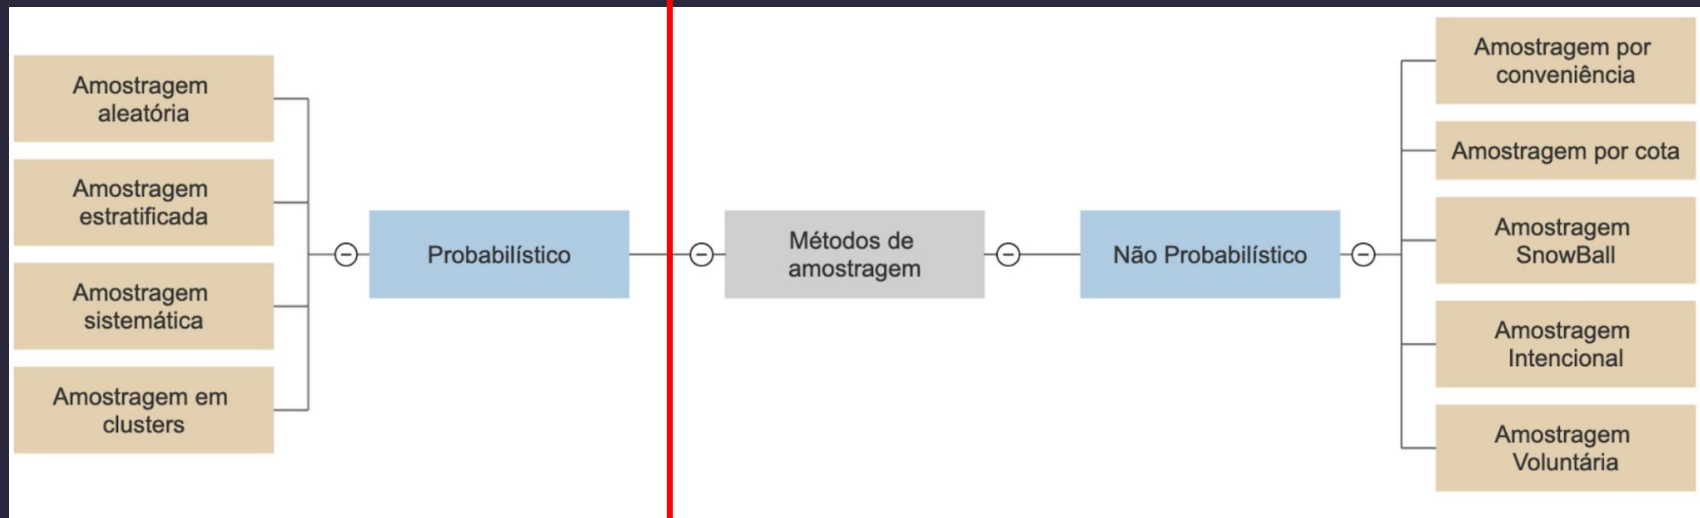 Amostragem
aleatória
Amostragem
estratificada
Amostragem
sistemática
Amostragem em
clusters
Probabilístico
Métodos de
amostragem
Não Probabilístico
Amostragem por
conveniência
Amostragem por cota
Amostragem
SnowBall
Amostragem
Intencional
Amostragem
Voluntária